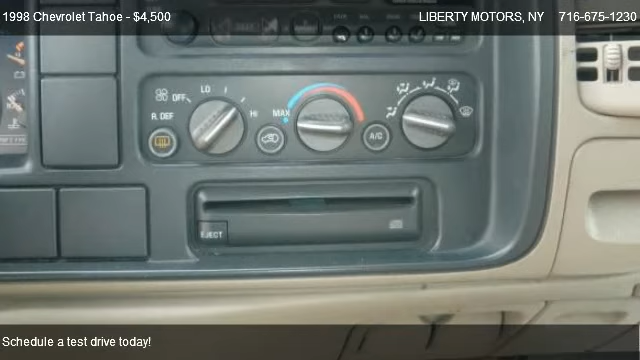 1998 Chevrolet Tahoe - $4,500
LIBERTY MOTORS, NY 716-675-1230
LO
OFF
HI
MAX
R. DEF
A/C
EJECT
Schedule a test drive today!